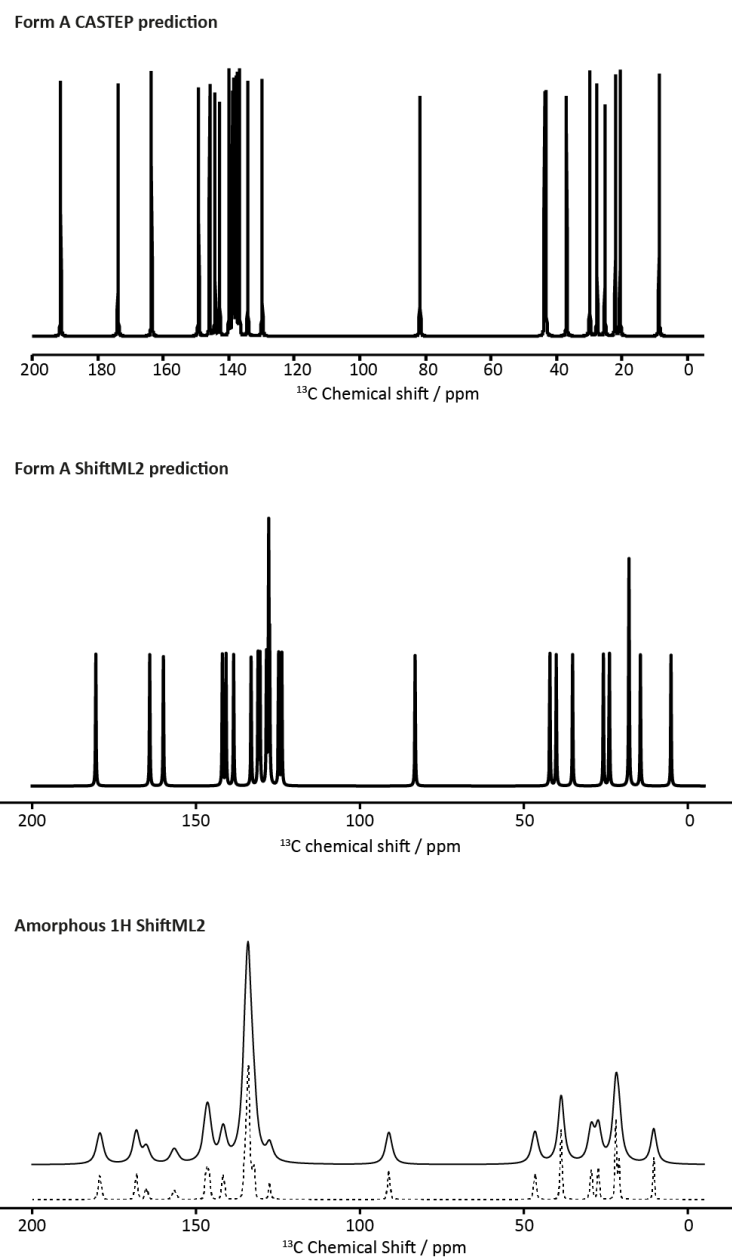 Form A CASTEP prediction
200 180 160 140 120 100 80 60 40 20 0
¹³C Chemical shift / ppm
Form A ShiftML2 prediction
200 150 100 50 0
¹³C chemical shift / ppm
Amorphous 1H ShiftML2
200 150 100 50 0
¹³C Chemical Shift / ppm